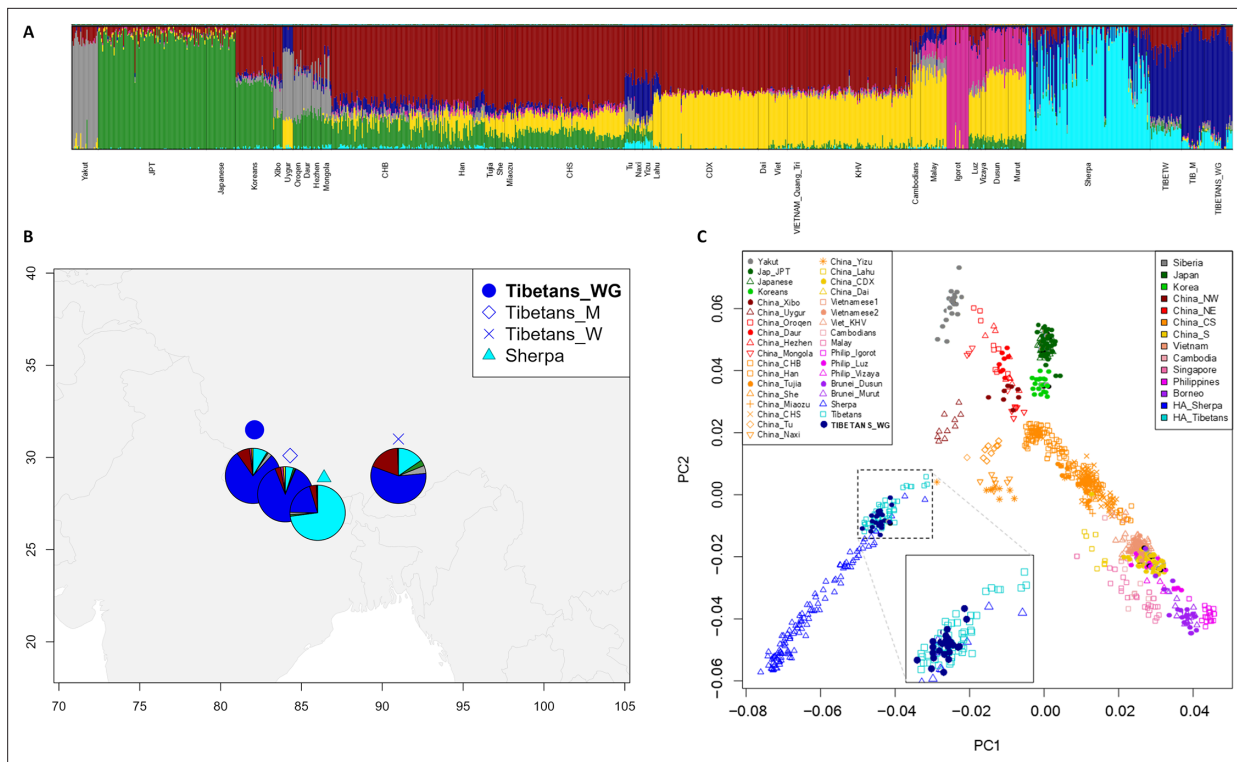 A
Yakut
JPT
Japanese
Koreans
Xibo
Uygur
Oroqen
Daur
Hezhen
Mongola
CHB
Han
Tujia
She
Miaozu
CHS
Tu
Naxi
Yizu
Lahu
CDX
Dai
Viet
VIETNAM_Quang_Tri
KHV
Cambodians
Malay
Igorot
Luz
Vizaya
Dusun
Murut
Sherpa
TIBETW
TIB_M
TIBETANS_WG
B
40
35
30
25
20
70 75 80 85 90 95 100 105
Tibetans_WG
Tibetans_M
Tibetans_W
Sherpa
C
Yakut
Jap_JPT
Japanese
Koreans
China_Xibo
China_Uygur
China_Oroqen
China_Daur
China_Hezhen
China_Mongola
China_CHB
China_Han
China_Tujia
China_She
China_Miaozu
China_CHS
China_Tu
China_Naxi
China_Yizu
China_Lahu
China_CDX
China_Dai
Vietnamese1
Vietnamese2
Viet_KHV
Cambodians
Malay
Philip_Igorot
Philip_Luz
Philip_Vizaya
Brunei_Dusun
Brunei_Murut
Sherpa
Tibetans
TIBETANS_WG
Siberia
Japan
Korea
China_NW
China_NE
China_CS
China_S
Vietnam
Cambodia
Singapore
Philippines
Borneo
HA_Sherpa
HA_Tibetans
PC2
0.06
0.04
0.02
0.00
−0.02
−0.04
−0.06
−0.08 −0.06 −0.04 −0.02 0.00 0.02 0.04
PC1